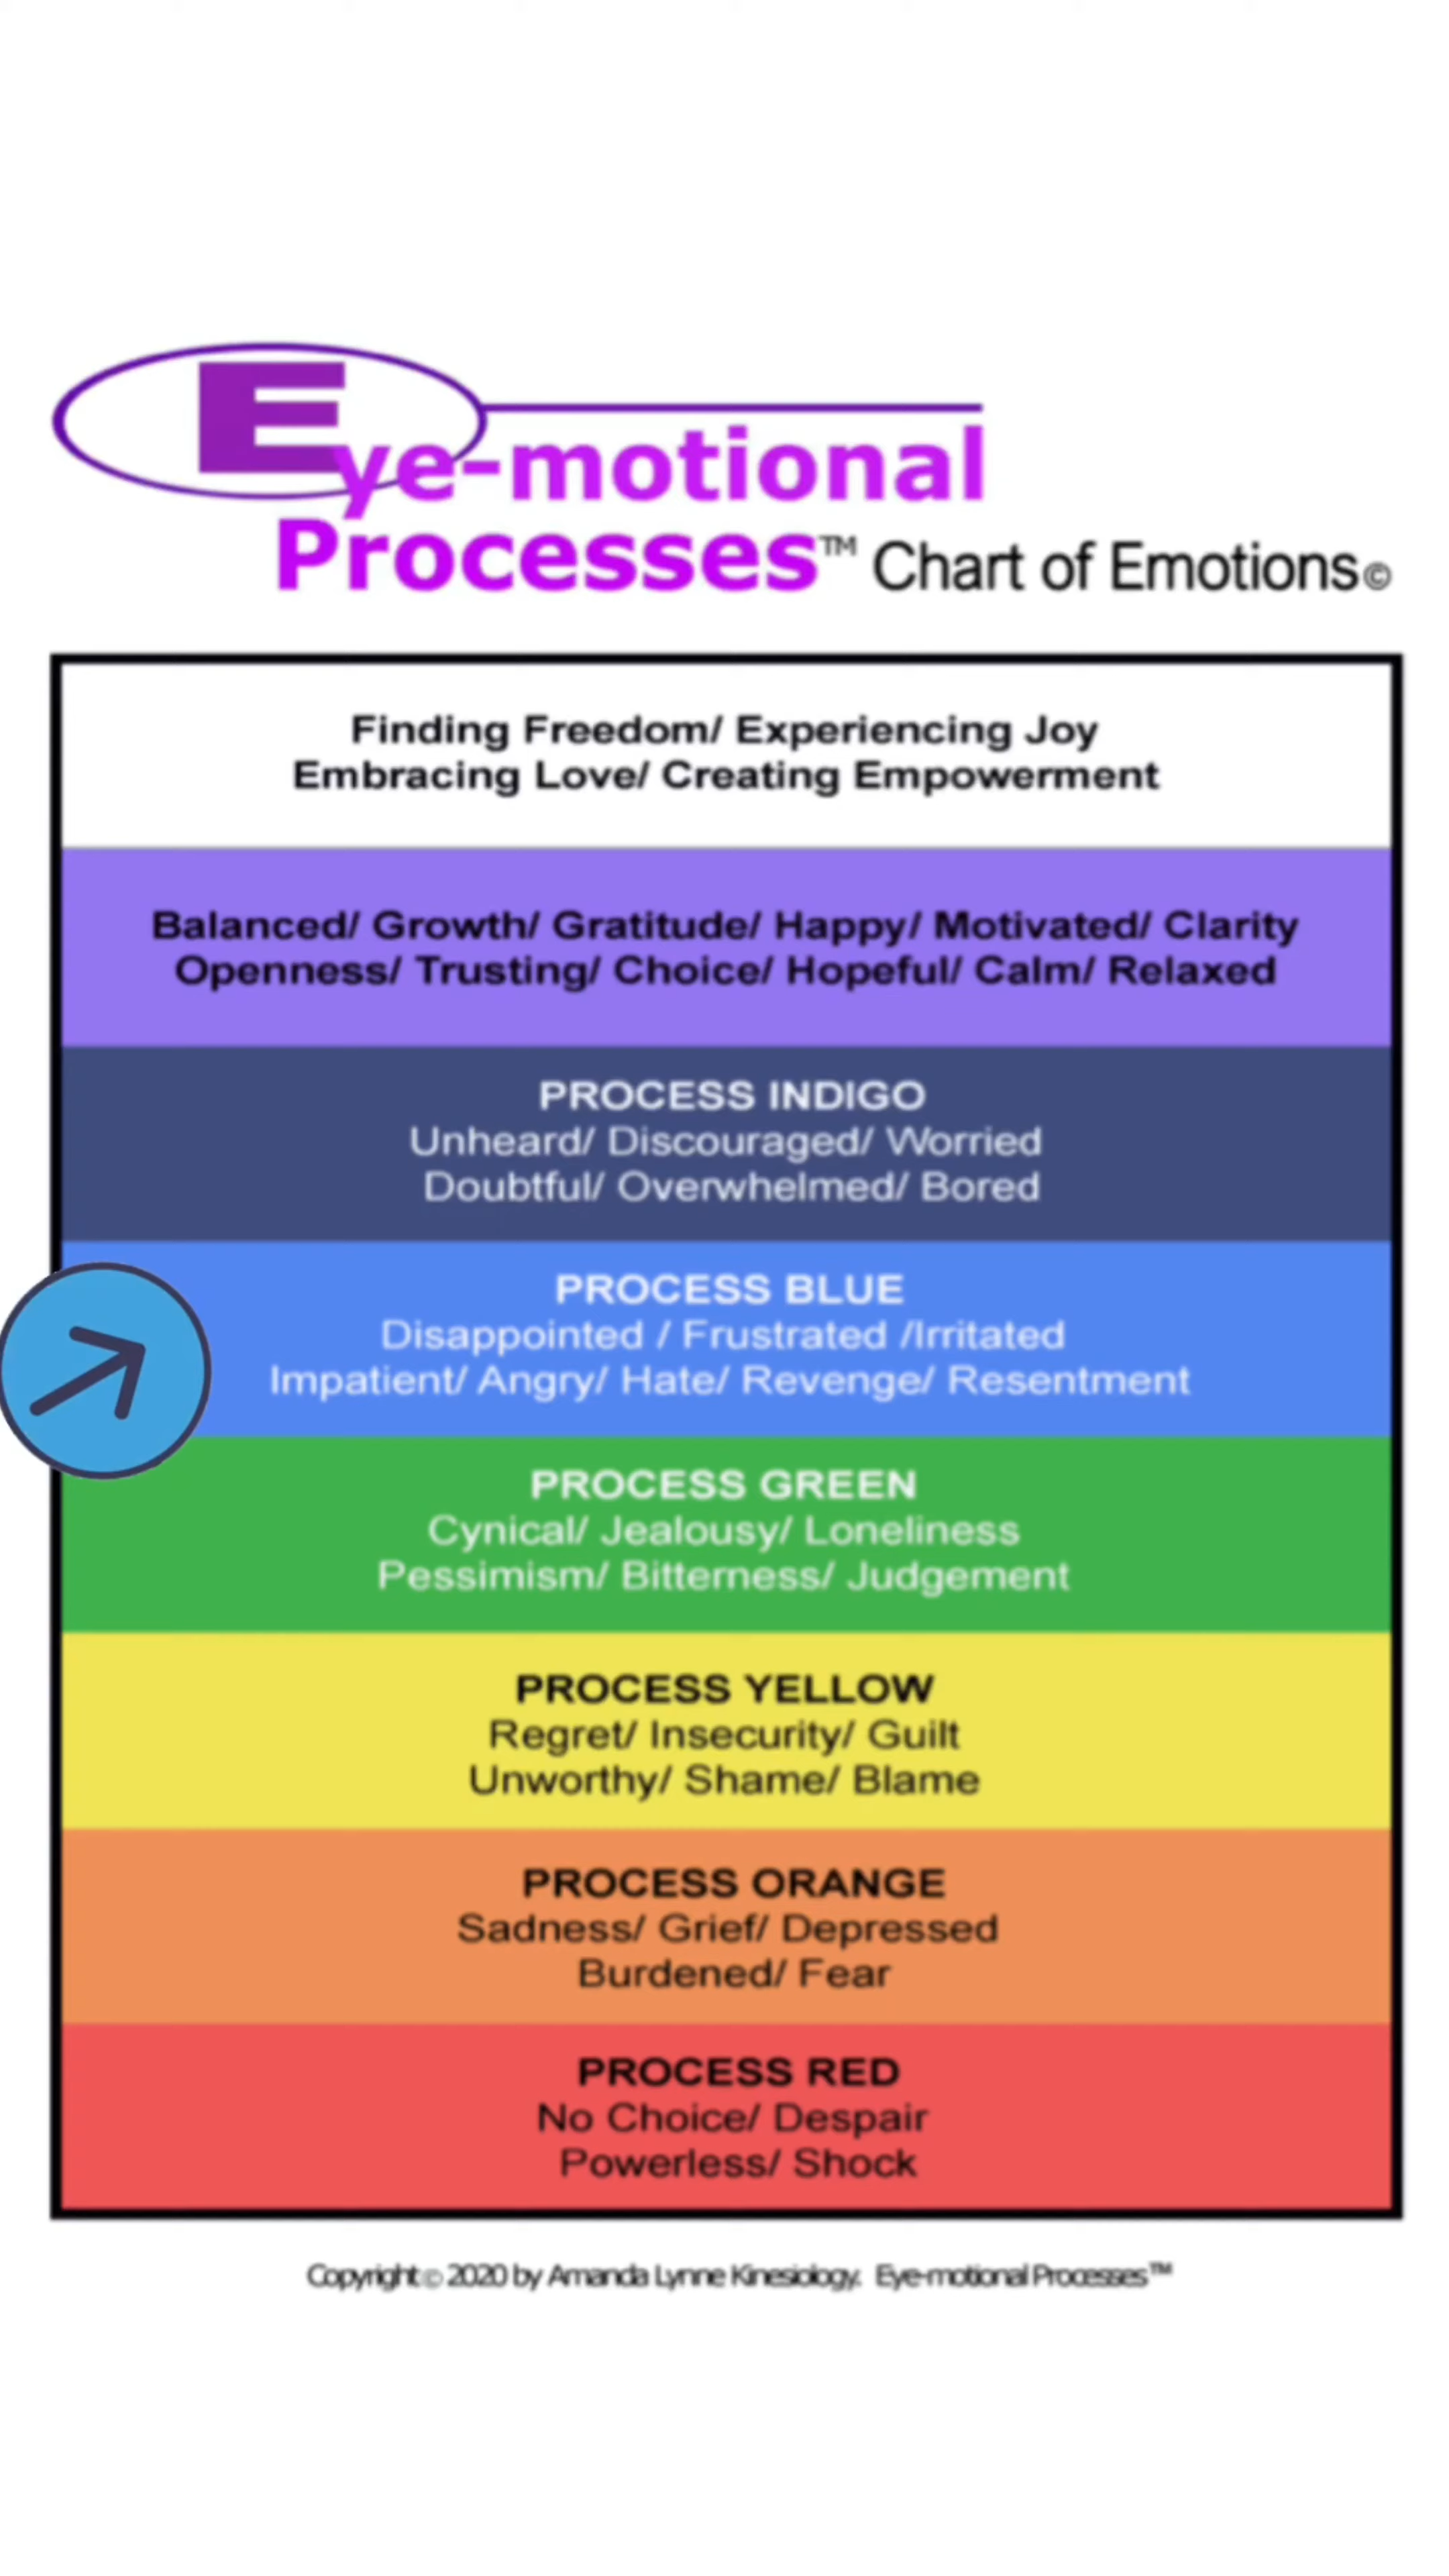 Eye-motional
Processes™ Chart of Emotions©
Finding Freedom/ Experiencing Joy
Embracing Love/ Creating Empowerment
Balanced/ Growth/ Gratitude/ Happy/ Motivated/ Clarity
Openness/ Trusting/ Choice/ Hopeful/ Calm/ Relaxed
PROCESS INDIGO
Unheard/ Discouraged/ Worried
Doubtful/ Overwhelmed/ Bored
PROCESS BLUE
Disappointed / Frustrated /Irritated
Impatient/ Angry/ Hate/ Revenge/ Resentment
PROCESS GREEN
Cynical/ Jealousy/ Loneliness
Pessimism/ Bitterness/ Judgement
PROCESS YELLOW
Regret/ Insecurity/ Guilt
Unworthy/ Shame/ Blame
PROCESS ORANGE
Sadness/ Grief/ Depressed
Burdened/ Fear
PROCESS RED
No Choice/ Despair
Powerless/ Shock
Copyright© 2020 by Amanda Lynne Kinesiology. Eye-motional Processes™